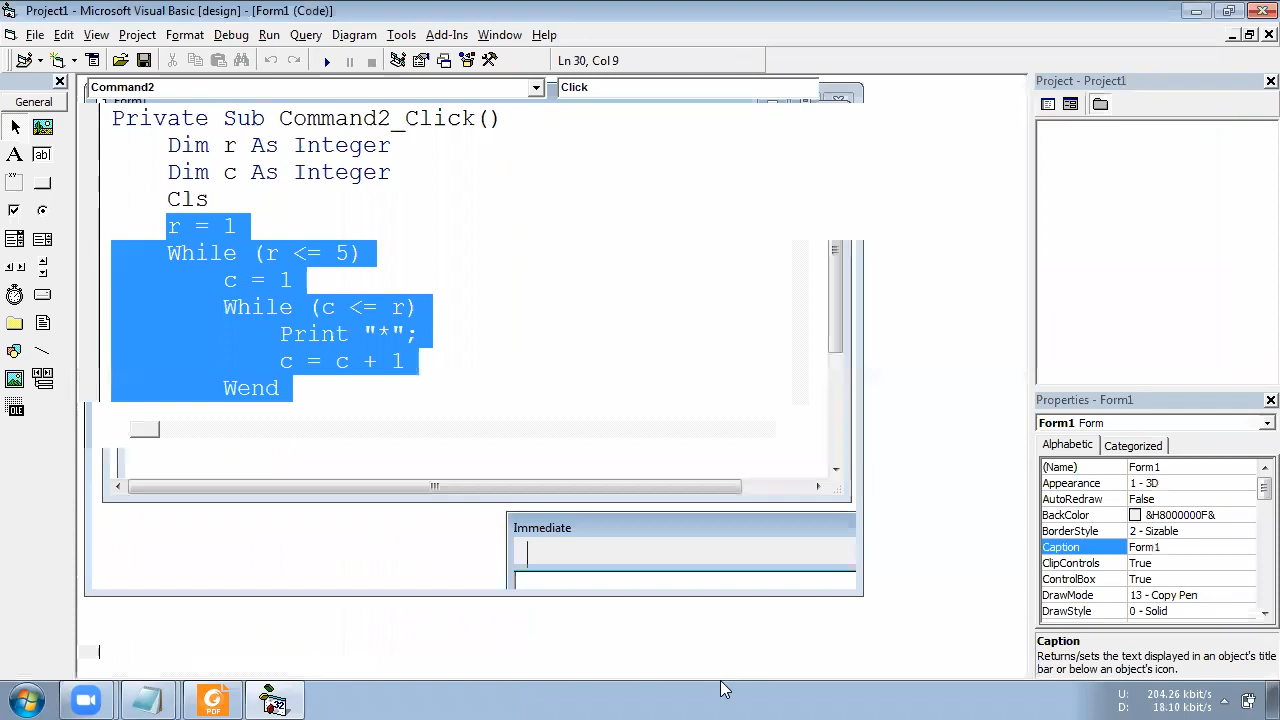 Project1 - Microsoft Visual Basic [design] - [Form1 (Code)]
File Edit View Project Format Debug Run Query Diagram Tools Add-Ins Window Help
Ln 30, Col 9
General
Command2
Click
Private Sub Command2_Click()
Dim r As Integer
Dim c As Integer
Cls
r = 1
While (r <= 5)
c = 1
While (c <= r)
Print "*";
c = c + 1
Wend
Immediate
Project - Project1
Properties - Form1
Form1 Form
Alphabetic Categorized
(Name) Form1
Appearance 1 - 3D
AutoRedraw False
BackColor &H8000000F&
BorderStyle 2 - Sizable
Caption Form1
ClipControls True
ControlBox True
DrawMode 13 - Copy Pen
DrawStyle 0 - Solid
Caption
Returns/sets the text displayed in an object's title
bar or below an object's icon.
OLE
32
PDF
U: 204.26 kbit/s
D: 18.10 kbit/s